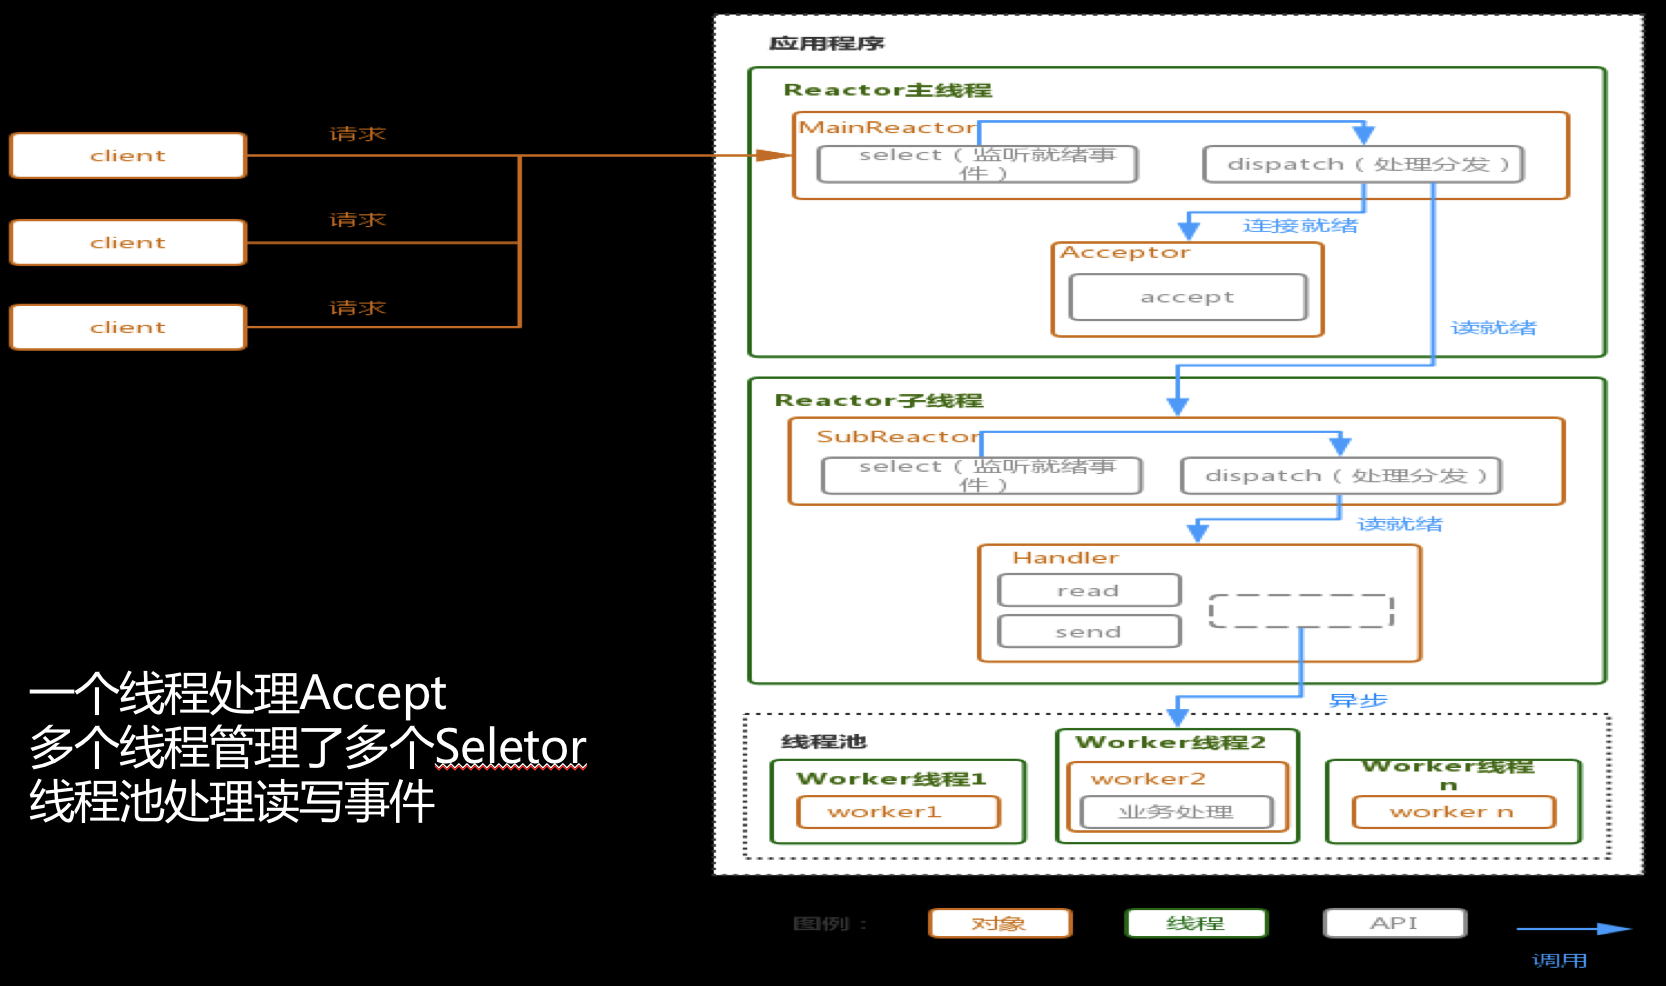 应用程序
Reactor主线程
MainReactor
select（监听就绪事
件）
dispatch（处理分发）
client
请求
client
请求
client
请求
连接就绪
Acceptor
accept
读就绪
Reactor子线程
SubReactor
select（监听就绪事
件）
dispatch（处理分发）
读就绪
Handler
read
send
异步
一个线程处理Accept
多个线程管理了多个Seletor
线程池处理读写事件
线程池
Worker线程1
worker1
Worker线程2
worker2
业务处理
Worker线程
n
worker n
图例：
对象
线程
API
调用